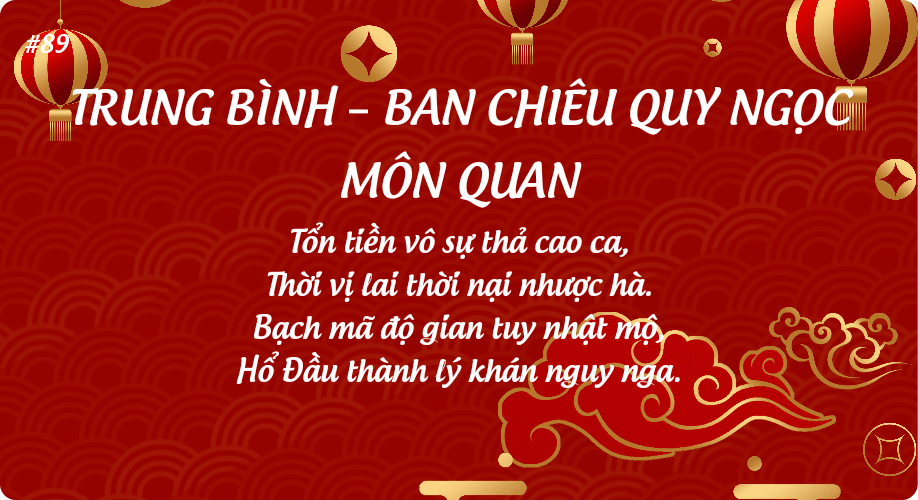 #89
TRUNG BÌNH – BAN CHIÊU QUY NGỌC
MÔN QUAN
Tổn tiền vô sự thả cao ca,
Thời vị lai thời nại nhược hà.
Bạch mã độ gian tuy nhật mộ,
Hổ Đầu thành lý khán nguy nga.